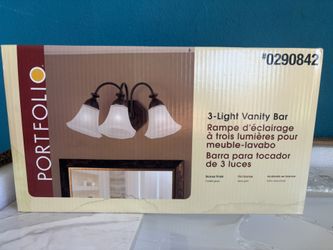 #0290842
PORTFOLIO
3-Light Vanity Bar
Rampe d'éclairage
à trois lumières pour
meuble-lavabo
Barra para tocador
de 3 luces